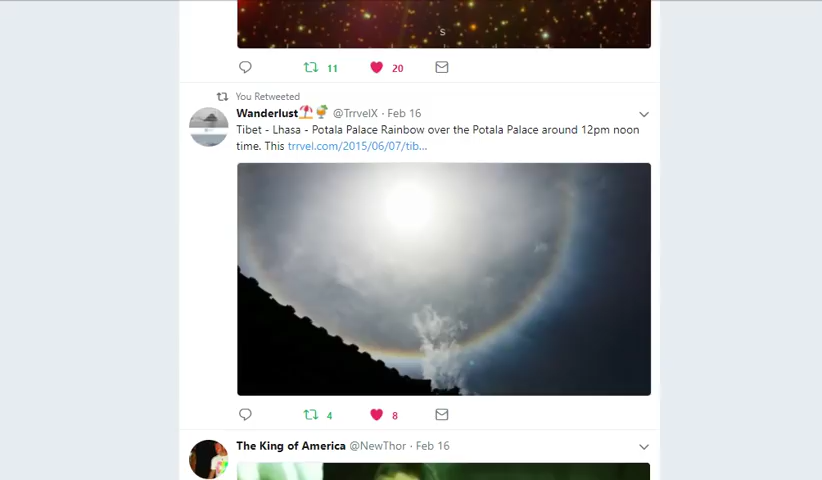 S
11
20
You Retweeted
Wanderlust @TrrvelX · Feb 16
Tibet - Lhasa - Potala Palace Rainbow over the Potala Palace around 12pm noon
time. This trrvel.com/2015/06/07/tib...
4
8
The King of America @NewThor · Feb 16